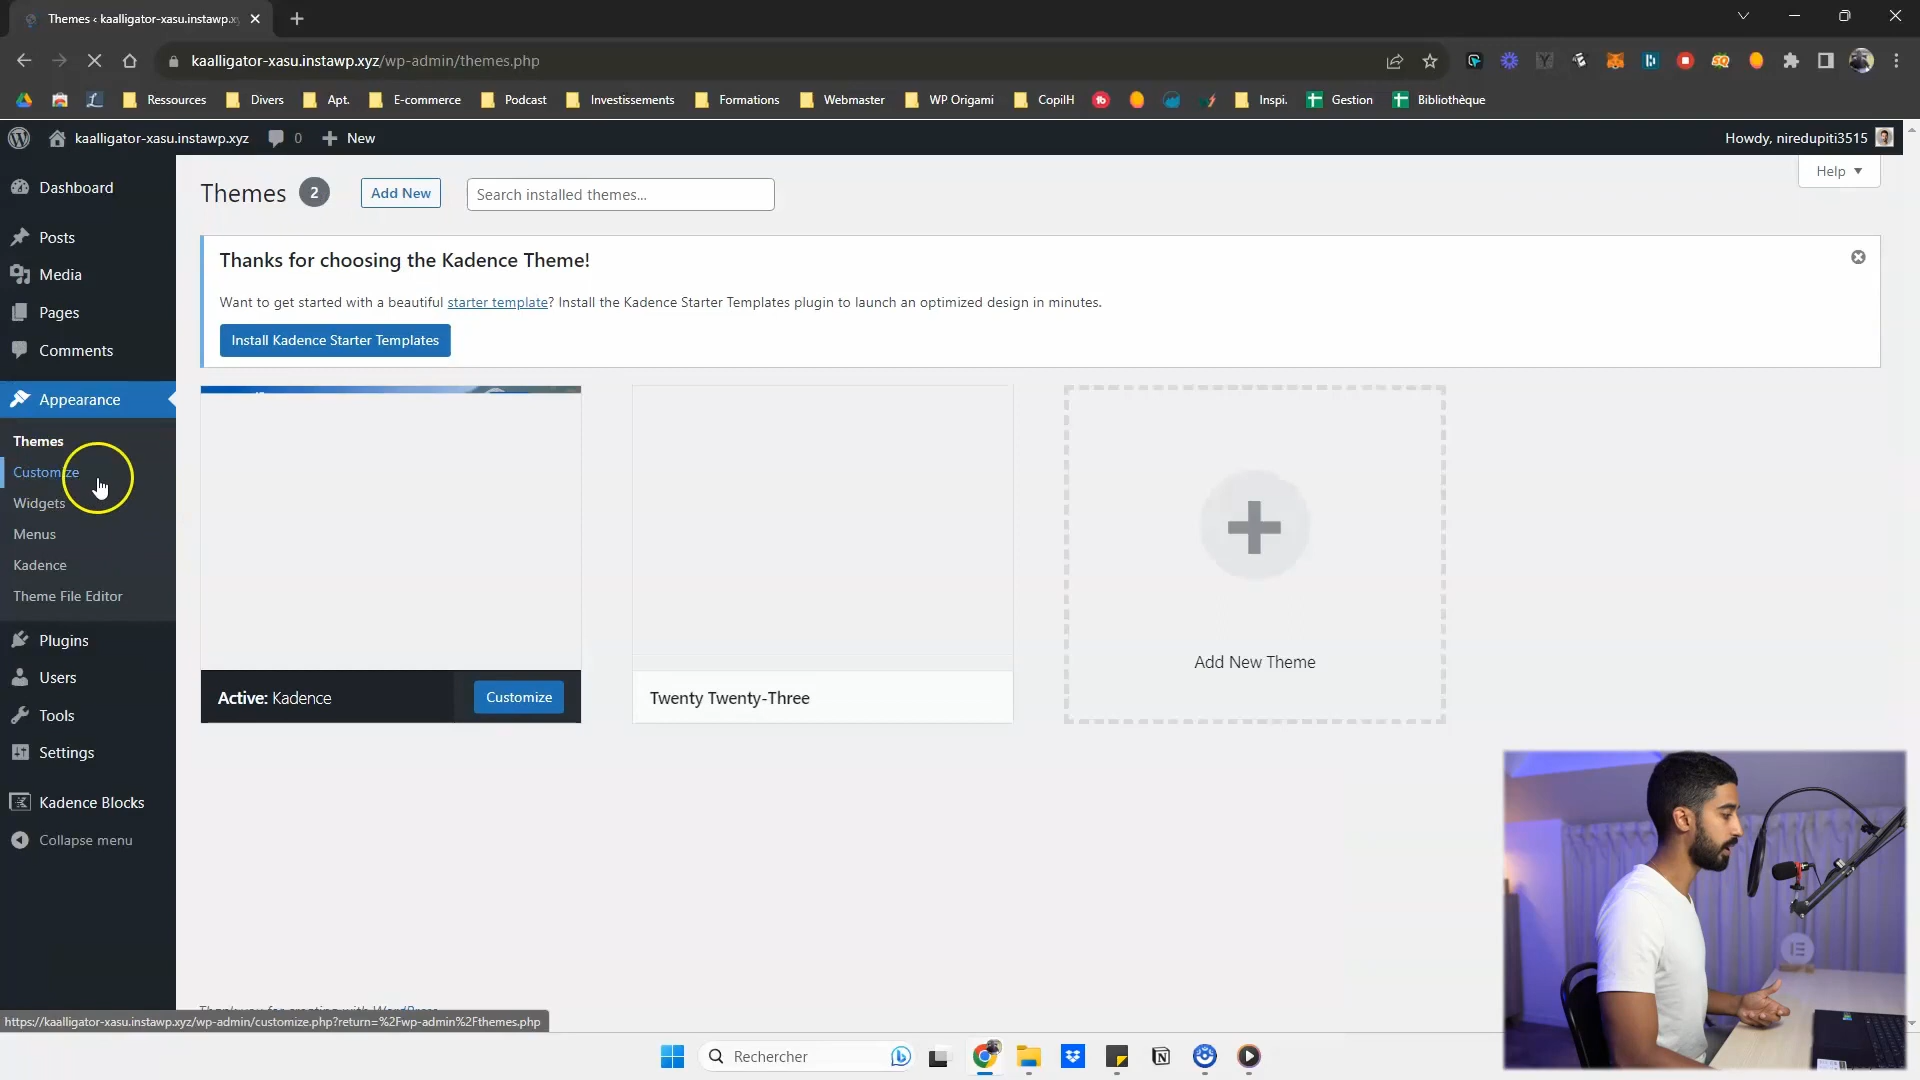 Themes ‹ kaalligator-xasu.instawp.xy
kaalligator-xasu.instawp.xyz/wp-admin/themes.php
Ressources
Divers
Apt.
E-commerce
Podcast
Investissements
Formations
Webmaster
WP Origami
CopilH
Inspi.
Gestion
Bibliothèque
kaalligator-xasu.instawp.xyz
0
New
Howdy, niredupiti3515
Dashboard
Posts
Media
Pages
Comments
Appearance
Themes
Customize
Widgets
Menus
Kadence
Theme File Editor
Plugins
Users
Tools
Settings
Kadence Blocks
Collapse menu
Themes 2
Add New
Search installed themes...
Help
Thanks for choosing the Kadence Theme!
Want to get started with a beautiful starter template? Install the Kadence Starter Templates plugin to launch an optimized design in minutes.
Install Kadence Starter Templates
Active: Kadence
Customize
Twenty Twenty-Three
Add New Theme
https://kaalligator-xasu.instawp.xyz/wp-admin/customize.php?return=%2Fwp-admin%2Fthemes.php
Rechercher